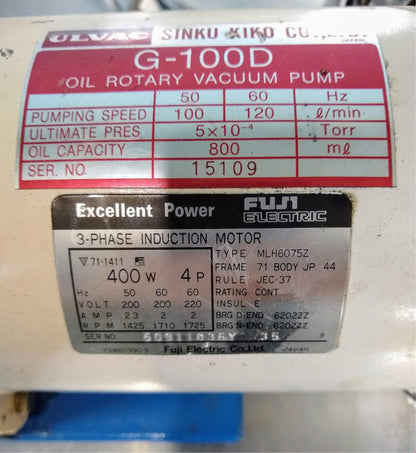 ULVAC SINKU KIKO CO., LTD.
JAPAN
G-100D
OIL ROTARY VACUUM PUMP
50 60 Hz
PUMPING SPEED 100 120 ℓ/min
ULTIMATE PRES. 5×10⁻⁴ Torr
OIL CAPACITY 800 mℓ
SER. NO. 15109
Excellent Power FUJI ELECTRIC
3-PHASE INDUCTION MOTOR
▽71-1411 TYPE MLH6075Z
400 W 4 P FRAME 71 BODY JP 44
RULE JEC-37
Hz 50 60 60 RATING CONT
VOLT 200 200 220 INSUL E
AMP 2.3 2 2 BRG D-END 6202ZZ
RPM 1425 1710 1725 BRG N-END 6202ZZ
SER NO
Fuji Electric Co.,Ltd. Japan